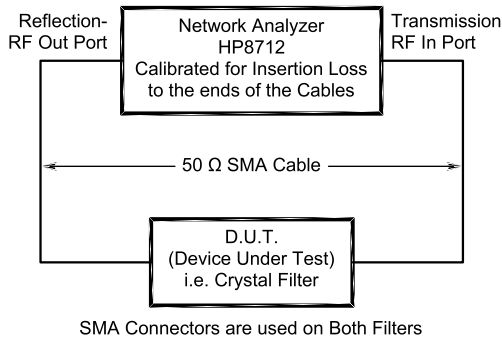 Reflection-
RF Out Port
Network Analyzer
HP8712
Calibrated for Insertion Loss
to the ends of the Cables
Transmission
RF In Port
50 Ω SMA Cable
D.U.T.
(Device Under Test)
i.e. Crystal Filter
SMA Connectors are used on Both Filters